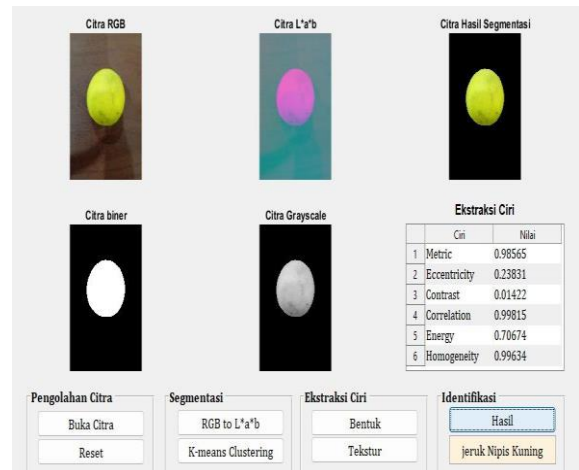 Citra RGB
Citra L*a*b
Citra Hasil Segmentasi
Citra biner
Citra Grayscale
Ekstraksi Ciri
Ciri Nilai
1 Metric 0.98565
2 Eccentricity 0.23831
3 Contrast 0.01422
4 Correlation 0.99815
5 Energy 0.70674
6 Homogeneity 0.99634
Pengolahan Citra
Buka Citra
Reset
Segmentasi
RGB to L*a*b
K-means Clustering
Ekstraksi Ciri
Bentuk
Tekstur
Identifikasi
Hasil
jeruk Nipis Kuning